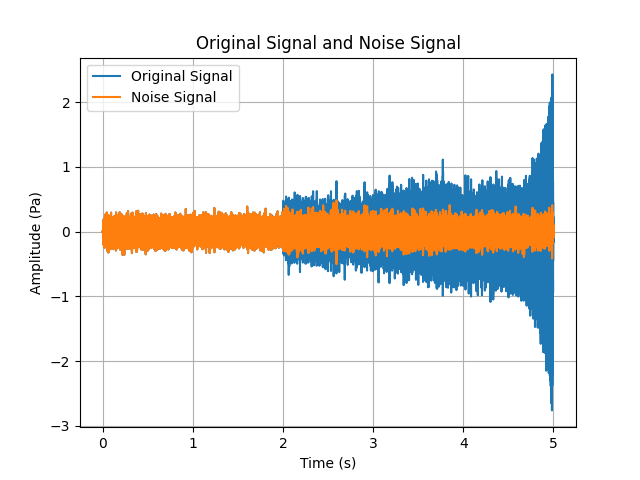 Original Signal and Noise Signal
Original Signal
Noise Signal
Amplitude (Pa)
2
1
0
−1
−2
−3
0 1 2 3 4 5
Time (s)